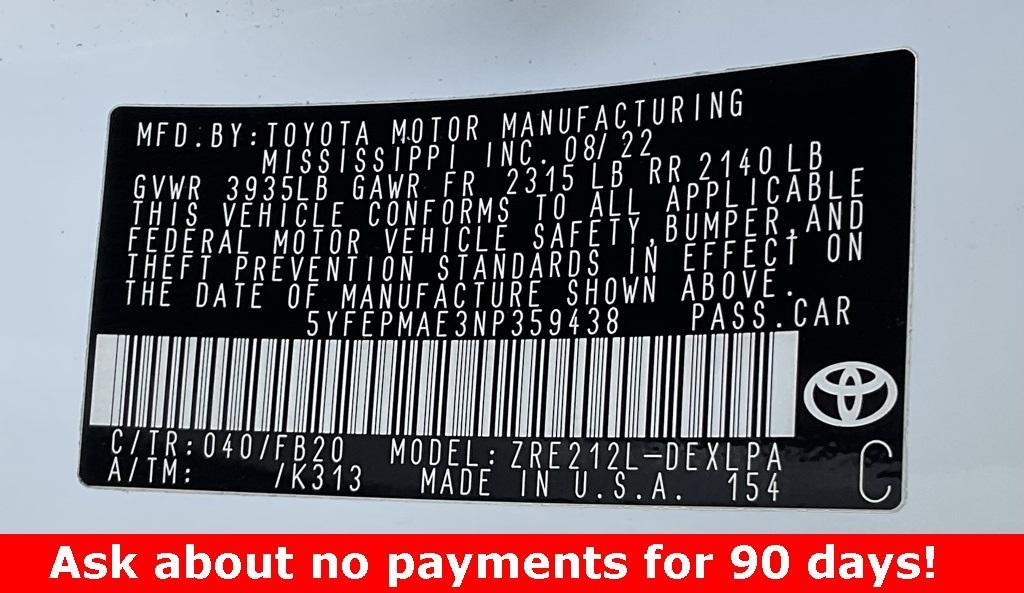 MFD.BY:TOYOTA MOTOR MANUFACTURING
MISSISSIPPI INC. 08/22
GVWR 3935LB GAWR FR 2315 LB RR 2140 LB
THIS VEHICLE CONFORMS TO ALL APPLICABLE
FEDERAL MOTOR VEHICLE SAFETY,BUMPER,AND
THEFT PREVENTION STANDARDS IN EFFECT ON
THE DATE OF MANUFACTURE SHOWN ABOVE.
5YFEPMAE3NP359438 PASS.CAR
C/TR:040/FB20 MODEL:ZRE212L-DEXLPA
A/TM: /K313 MADE IN U.S.A. 154 C
Ask about no payments for 90 days!